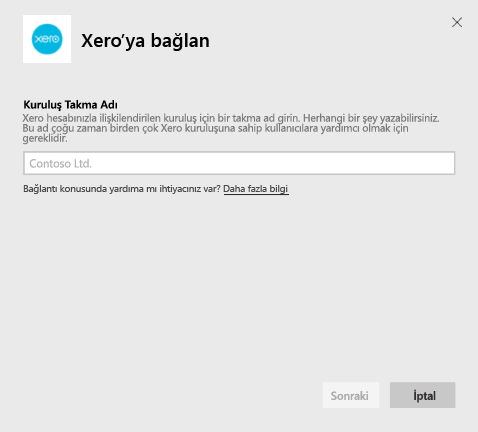 xero
Xero'ya bağlan
Kuruluş Takma Adı
Xero hesabınızla ilişkilendirilen kuruluş için bir takma ad girin. Herhangi bir şey yazabilirsiniz.
Bu ad çoğu zaman birden çok Xero kuruluşuna sahip kullanıcılara yardımcı olmak için
gereklidir.
Contoso Ltd.
Bağlantı konusunda yardıma mı ihtiyacınız var? Daha fazla bilgi
Sonraki
İptal